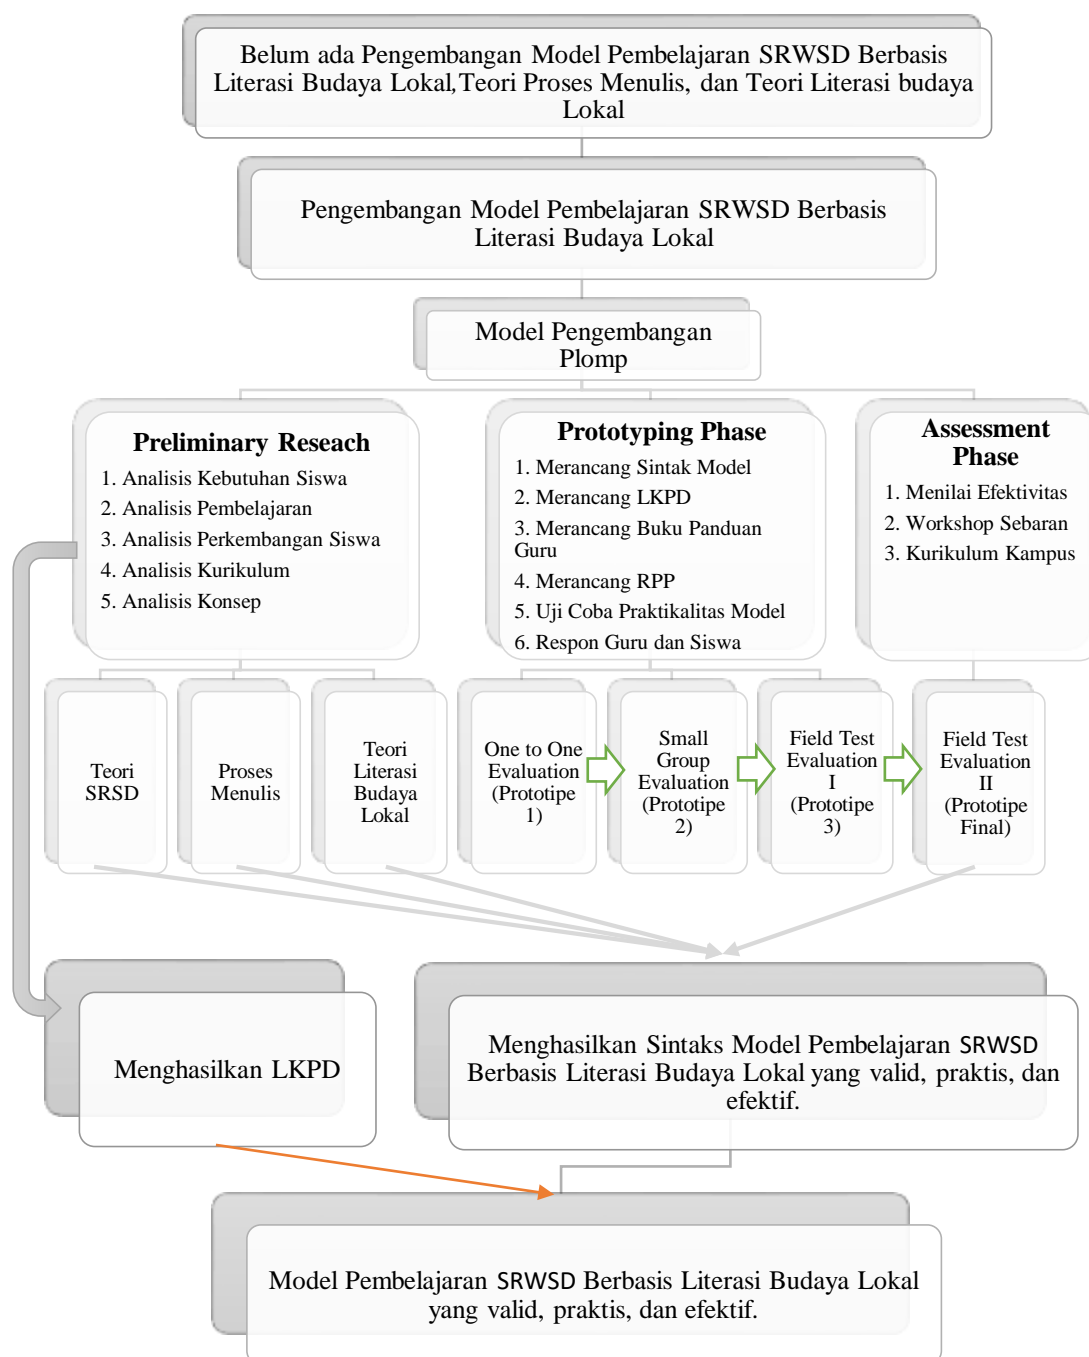 Belum ada Pengembangan Model Pembelajaran SRWSD Berbasis
Literasi Budaya Lokal,Teori Proses Menulis, dan Teori Literasi budaya
Lokal
Pengembangan Model Pembelajaran SRWSD Berbasis
Literasi Budaya Lokal
Model Pengembangan
Plomp
Preliminary Reseach
1. Analisis Kebutuhan Siswa
2. Analisis Pembelajaran
3. Analisis Perkembangan Siswa
4. Analisis Kurikulum
5. Analisis Konsep
Prototyping Phase
1. Merancang Sintak Model
2. Merancang LKPD
3. Merancang Buku Panduan
Guru
4. Merancang RPP
5. Uji Coba Praktikalitas Model
6. Respon Guru dan Siswa
Assessment
Phase
1. Menilai Efektivitas
2. Workshop Sebaran
3. Kurikulum Kampus
Teori
SRSD
Proses
Menulis
Teori
Literasi
Budaya
Lokal
One to One
Evaluation
(Prototipe
1)
Small
Group
Evaluation
(Prototipe
2)
Field Test
Evaluation
I
(Prototipe
3)
Field Test
Evaluation
II
(Prototipe
Final)
Menghasilkan LKPD
Menghasilkan Sintaks Model Pembelajaran SRWSD
Berbasis Literasi Budaya Lokal yang valid, praktis, dan
efektif.
Model Pembelajaran SRWSD Berbasis Literasi Budaya Lokal
yang valid, praktis, dan efektif.